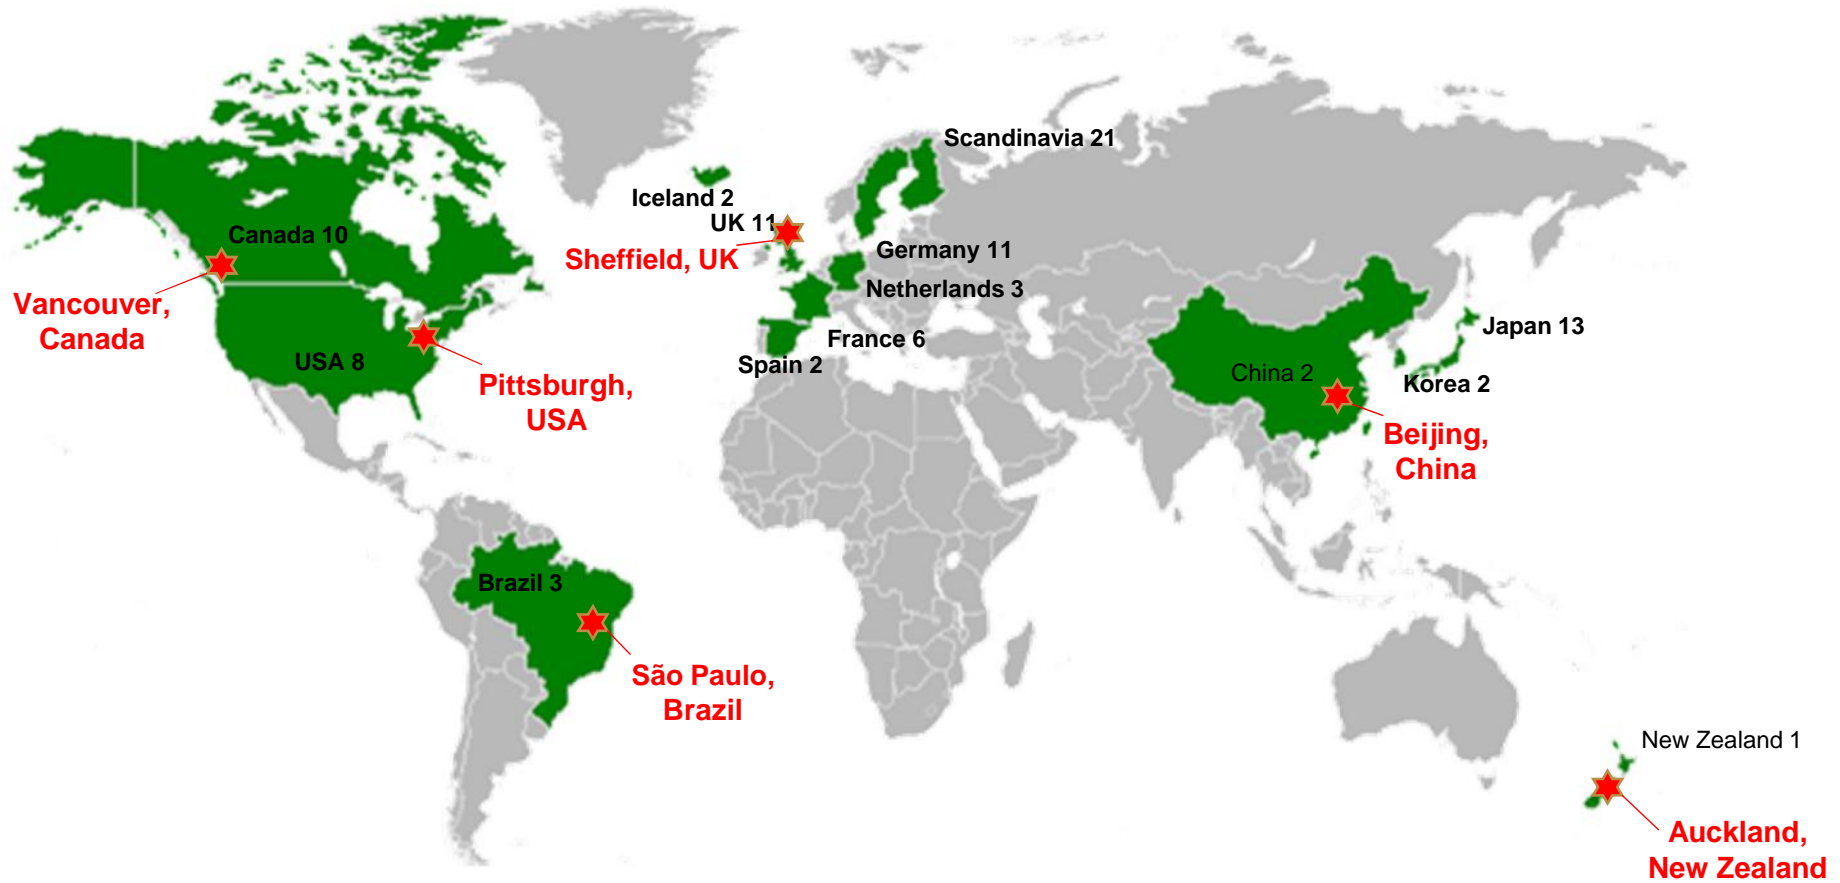 Scandinavia 21
Iceland 2
UK 11
Canada 10
Sheffield, UK
Germany 11
Netherlands 3
Vancouver,
Canada
Japan 13
France 6
USA 8
Spain 2
China 2
Korea 2
Pittsburgh,
USA
Beijing,
China
Brazil 3
São Paulo,
Brazil
New Zealand 1
Auckland,
New Zealand